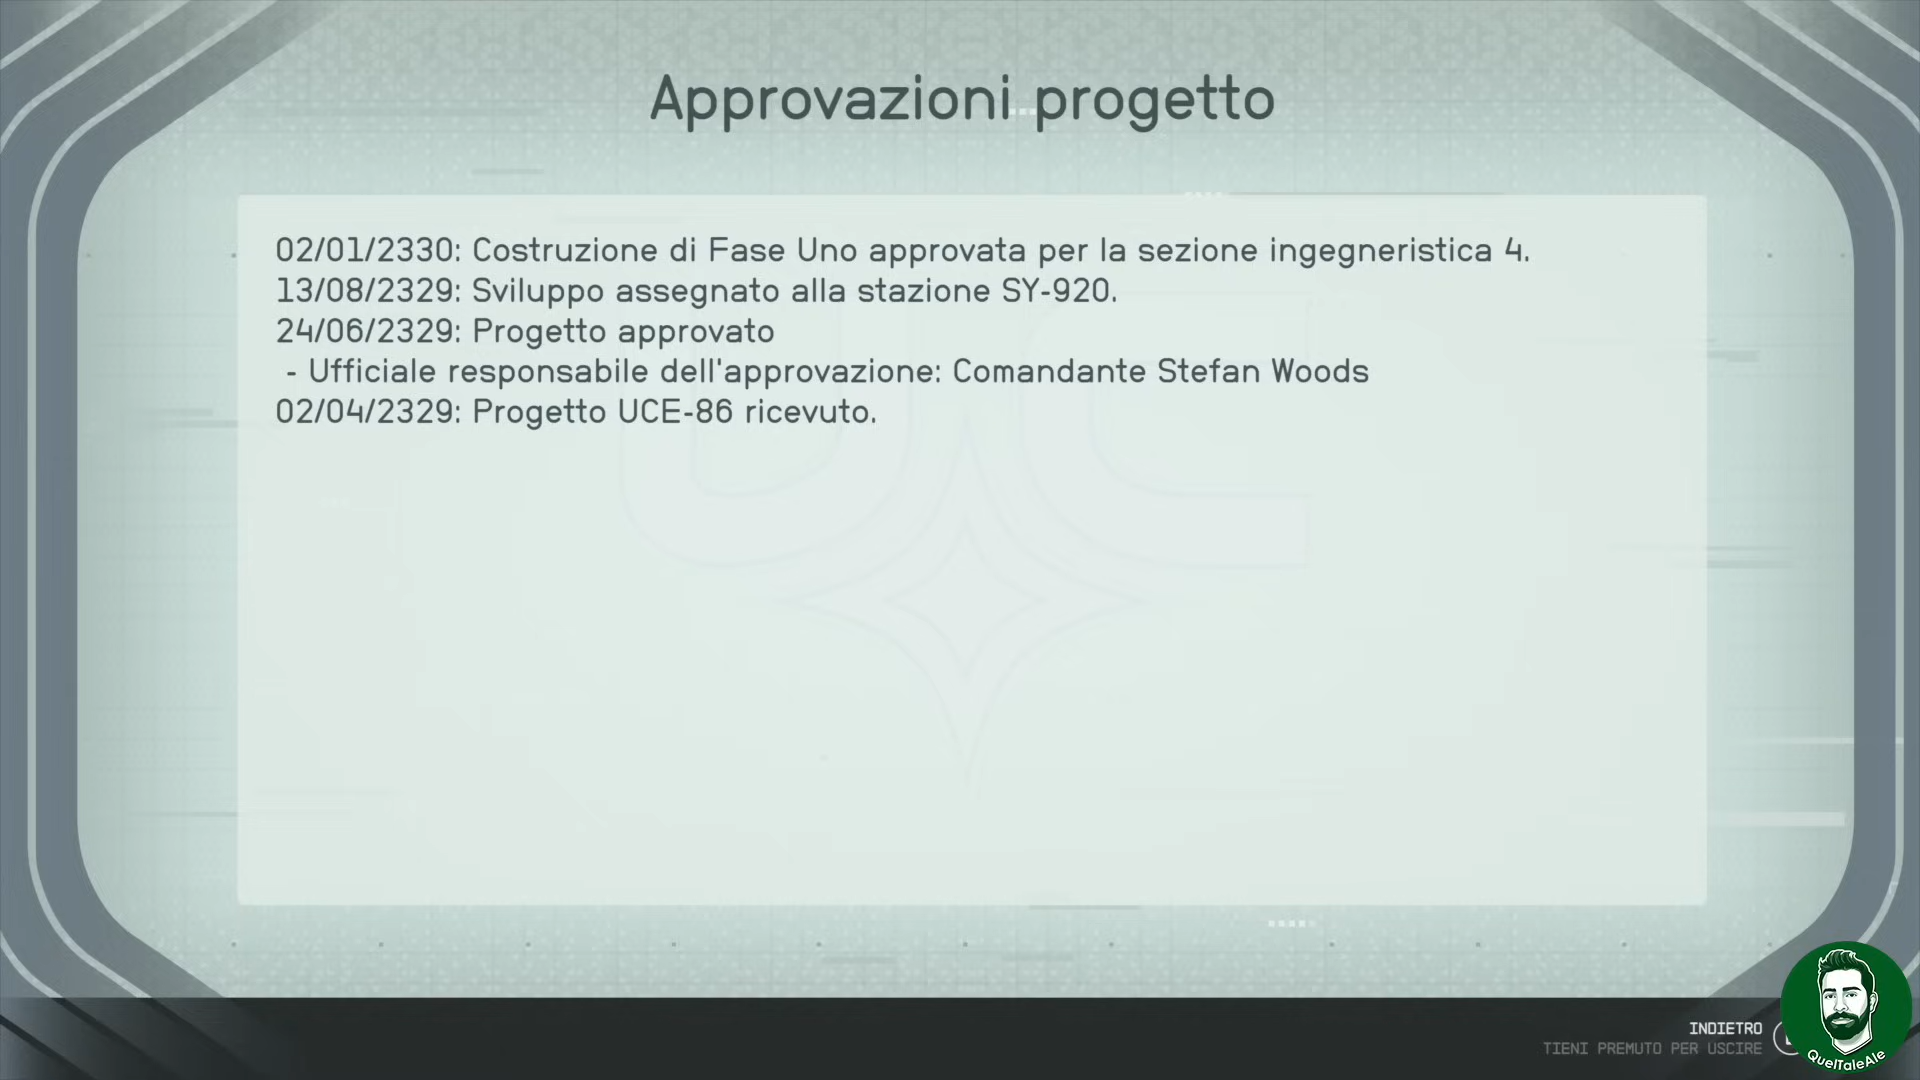 Approvazioni progetto
02/01/2330: Costruzione di Fase Uno approvata per la sezione ingegneristica 4.
13/08/2329: Sviluppo assegnato alla stazione SY-920.
24/06/2329: Progetto approvato
- Ufficiale responsabile dell'approvazione: Comandante Stefan Woods
02/04/2329: Progetto UCE-86 ricevuto.
UC
INDIETRO
TIENI PREMUTO PER USCIRE
QuelTaleAle